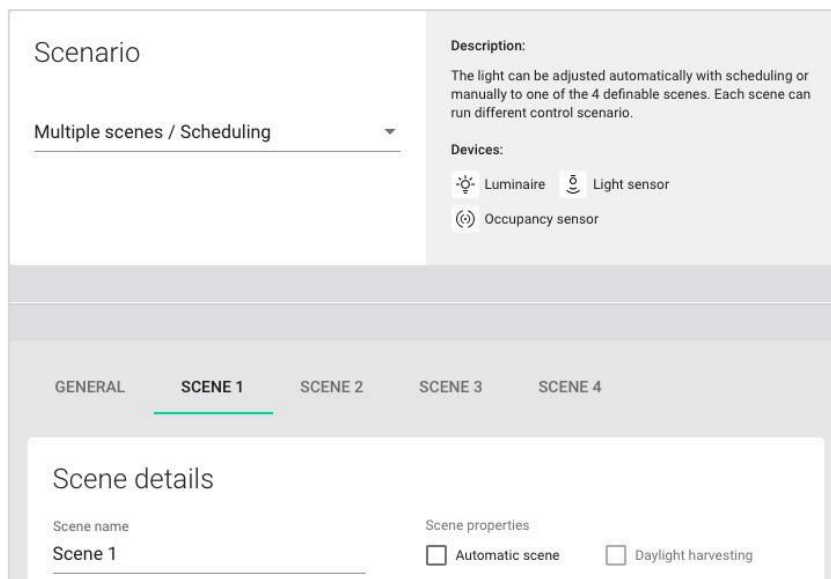 Scenario
Multiple scenes / Scheduling
Description:
The light can be adjusted automatically with scheduling or
manually to one of the 4 definable scenes. Each scene can
run different control scenario.
Devices:
Luminaire Light sensor
Occupancy sensor
GENERAL SCENE 1 SCENE 2 SCENE 3 SCENE 4
Scene details
Scene name
Scene 1
Scene properties
Automatic scene Daylight harvesting